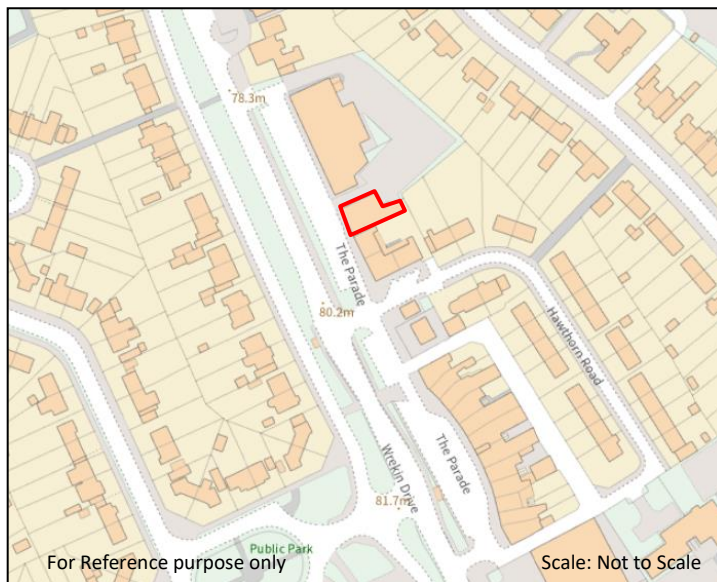 78.3m
The Parade
80.2m
Hawthorn Road
Wrekin Drive
The Parade
81.7m
Public Park
For Reference purpose only
Scale: Not to Scale